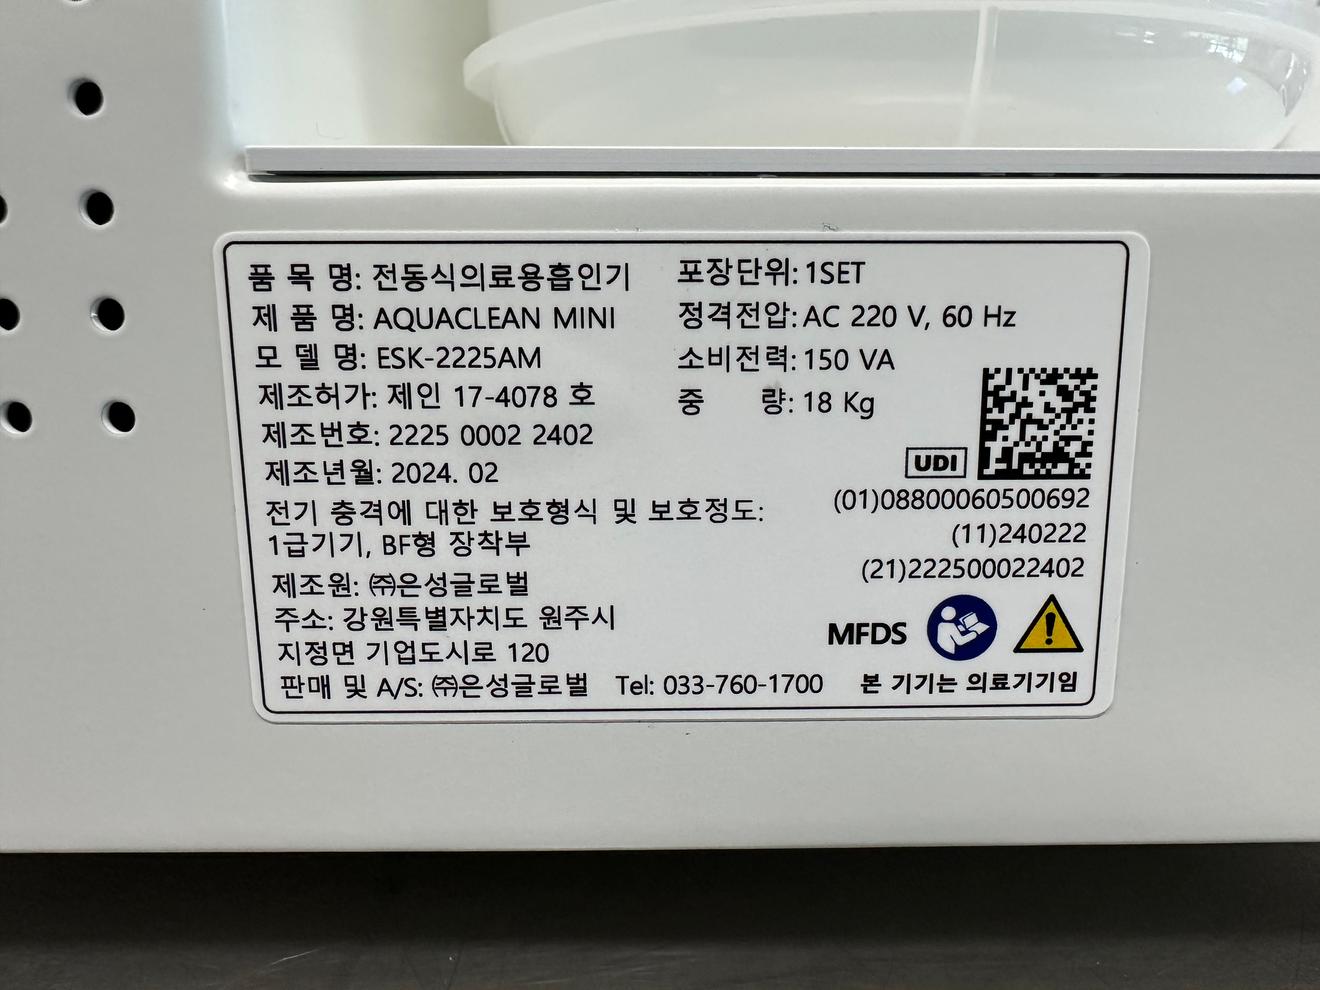 품 목 명: 전동식의료용흡인기
제 품 명: AQUACLEAN MINI
모 델 명: ESK-2225AM
제조허가: 제인 17-4078 호
제조번호: 2225 0002 2402
제조년월: 2024. 02
포장단위: 1SET
정격전압: AC 220 V, 60 Hz
소비전력: 150 VA
중 량: 18 Kg
전기 충격에 대한 보호형식 및 보호정도:
1급기기, BF형 장착부
제조원: ㈜은성글로벌
주소: 강원특별자치도 원주시
지정면 기업도시로 120
판매 및 A/S: ㈜은성글로벌 Tel: 033-760-1700
UDI
(01)08800060500692
(11)240222
(21)222500022402
MFDS
본 기기는 의료기기임